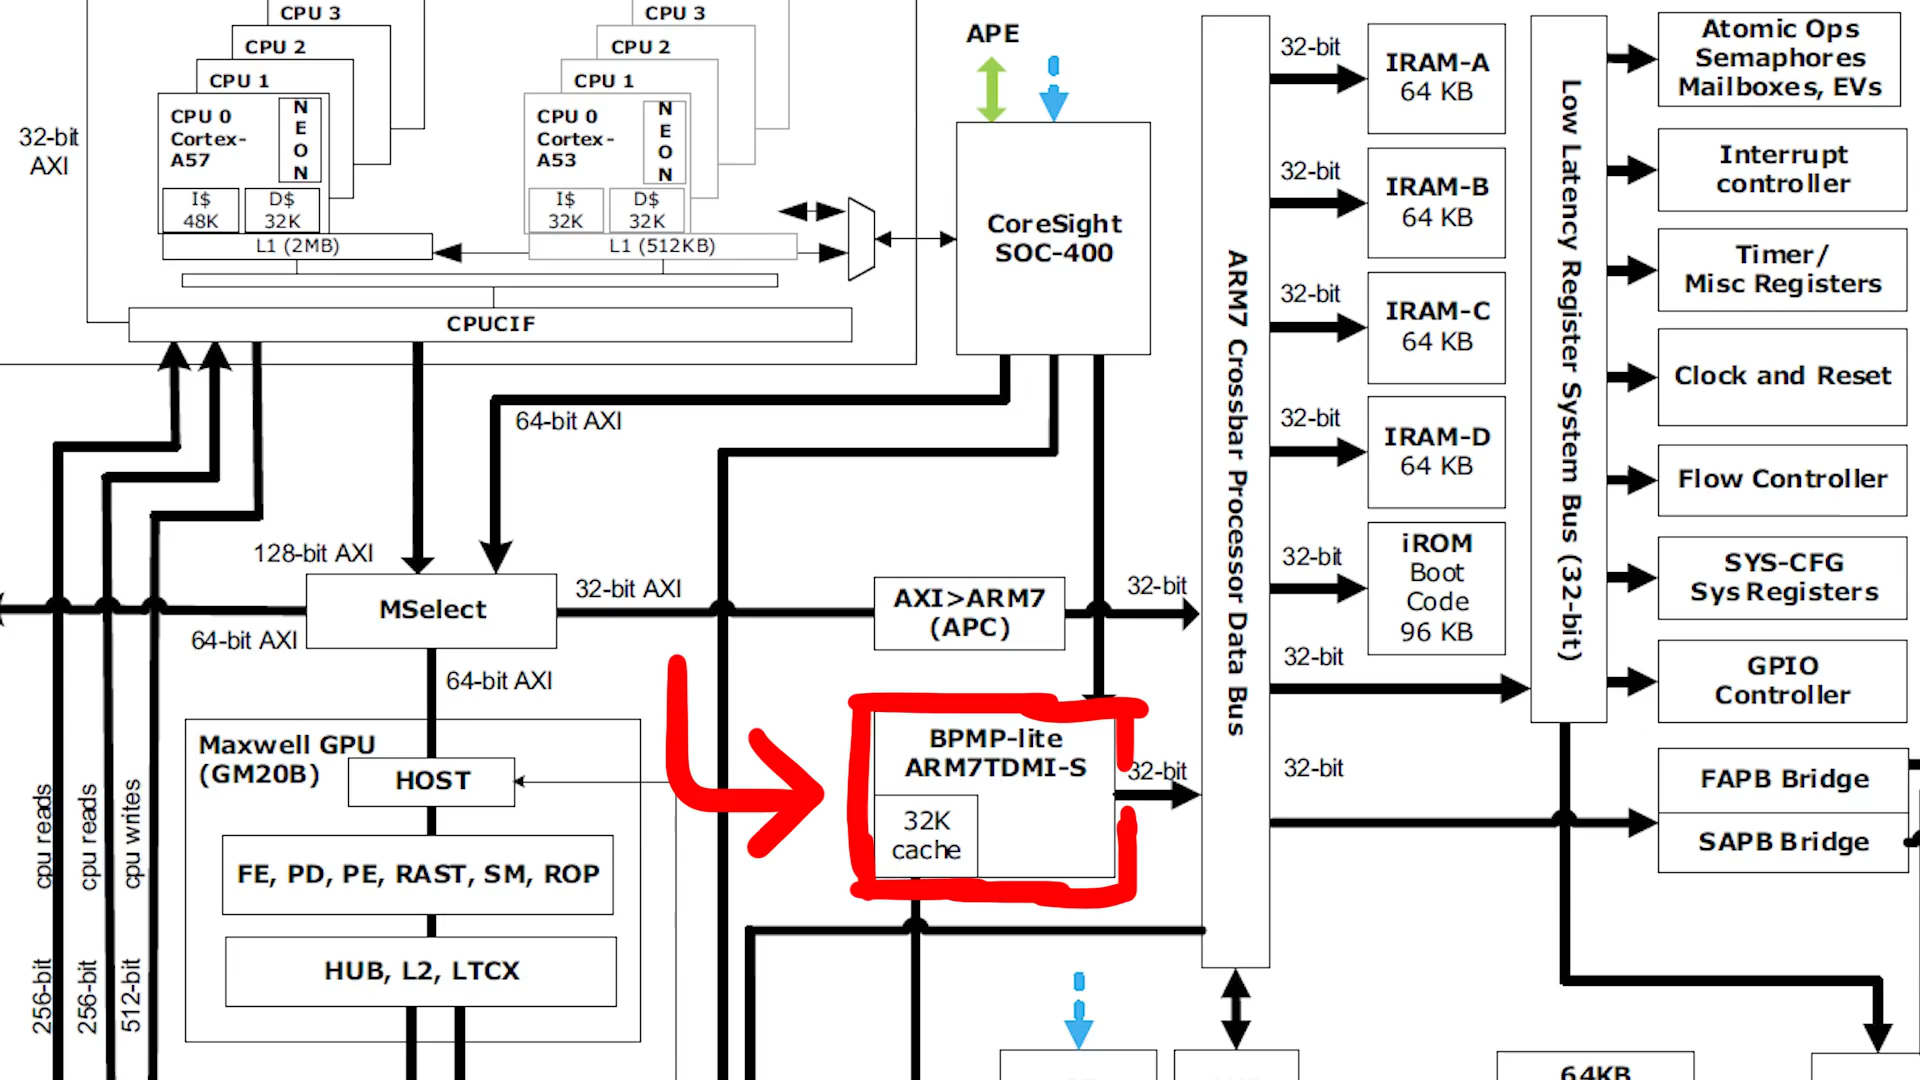 CPU 3
CPU 2
CPU 1
CPU 0
Cortex-
A57
N
E
O
N
I$
48K
D$
32K
L1 (2MB)
CPU 3
CPU 2
CPU 1
CPU 0
Cortex-
A53
N
E
O
N
I$
32K
D$
32K
L1 (512KB)
32-bit
AXI
CPUCIF
APE
CoreSight
SOC-400
64-bit AXI
128-bit AXI
MSelect
64-bit AXI
32-bit AXI
64-bit AXI
AXI>ARM7
(APC)
32-bit
Maxwell GPU
(GM20B)
HOST
FE, PD, PE, RAST, SM, ROP
HUB, L2, LTCX
256-bit cpu reads
256-bit cpu reads
512-bit cpu writes
BPMP-lite
ARM7TDMI-S
32K
cache
32-bit
ARM7 Crossbar Processor Data Bus
32-bit
IRAM-A
64 KB
32-bit
IRAM-B
64 KB
32-bit
IRAM-C
64 KB
32-bit
IRAM-D
64 KB
32-bit
iROM
Boot
Code
96 KB
32-bit
32-bit
Low Latency Register System Bus (32-bit)
Atomic Ops
Semaphores
Mailboxes, EVs
Interrupt
controller
Timer/
Misc Registers
Clock and Reset
Flow Controller
SYS-CFG
Sys Registers
GPIO
Controller
FAPB Bridge
SAPB Bridge
64KB